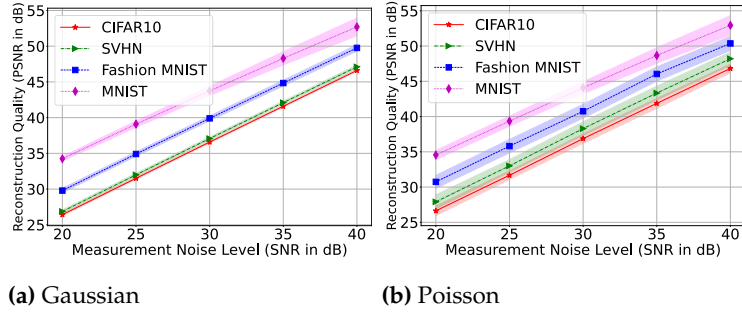 55
50
45
40
35
30
25
20
25
30
35
40
Reconstruction Quality (PSNR in dB)
Measurement Noise Level (SNR in dB)
CIFAR10
SVHN
Fashion MNIST
MNIST
(a) Gaussian
55
50
45
40
35
30
25
20
25
30
35
40
Reconstruction Quality (PSNR in dB)
Measurement Noise Level (SNR in dB)
CIFAR10
SVHN
Fashion MNIST
MNIST
(b) Poisson